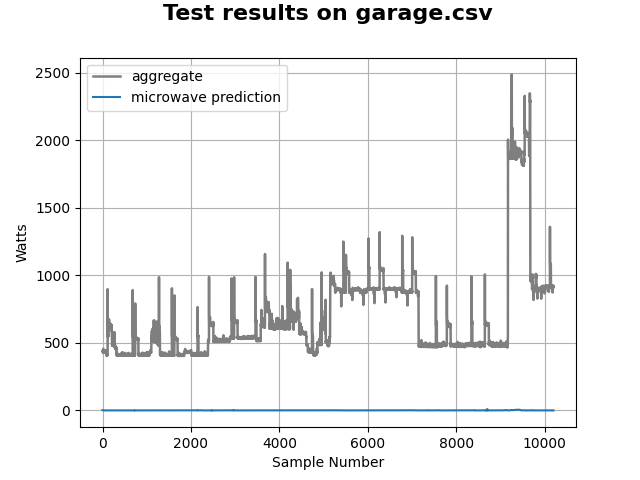 Test results on garage.csv
aggregate
microwave prediction
2500
2000
1500
1000
500
0
Watts
0 2000 4000 6000 8000 10000
Sample Number